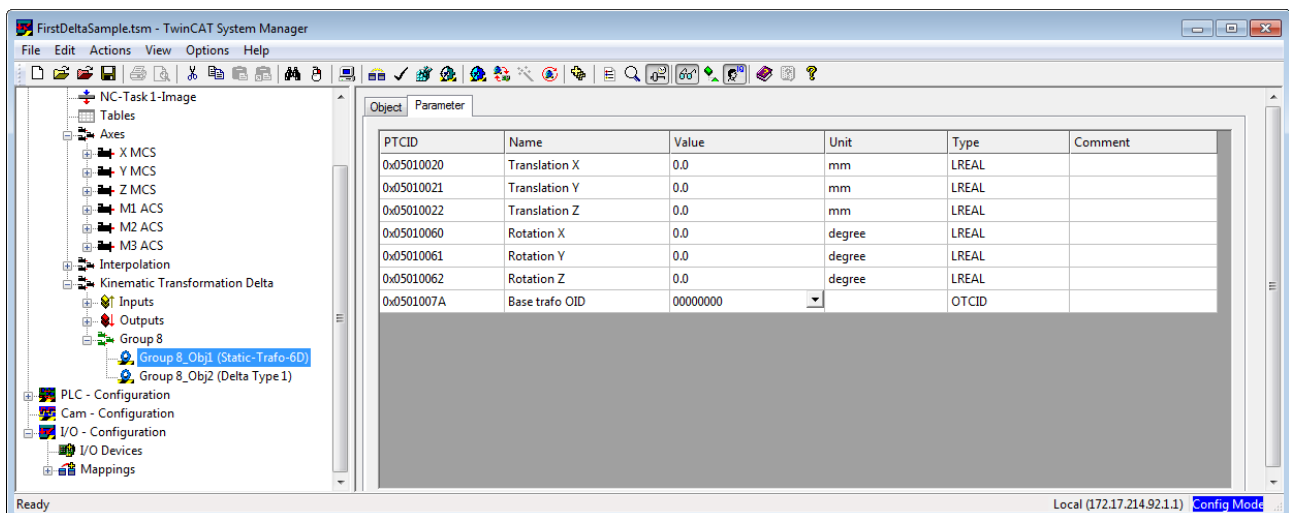 FirstDeltaSample.tsm - TwinCAT System Manager
File Edit Actions View Options Help
NC-Task 1-Image
Tables
Axes
X MCS
Y MCS
Z MCS
M1 ACS
M2 ACS
M3 ACS
Interpolation
Kinematic Transformation Delta
Inputs
Outputs
Group 8
Group 8_Obj1 (Static-Trafo-6D)
Group 8_Obj2 (Delta Type 1)
PLC - Configuration
Cam - Configuration
I/O - Configuration
I/O Devices
Mappings
Object Parameter
PTCID Name Value Unit Type Comment
0x05010020 Translation X 0.0 mm LREAL
0x05010021 Translation Y 0.0 mm LREAL
0x05010022 Translation Z 0.0 mm LREAL
0x05010060 Rotation X 0.0 degree LREAL
0x05010061 Rotation Y 0.0 degree LREAL
0x05010062 Rotation Z 0.0 degree LREAL
0x0501007A Base trafo OID 00000000 OTCID
Ready Local (172.17.214.92.1.1) Config Mode